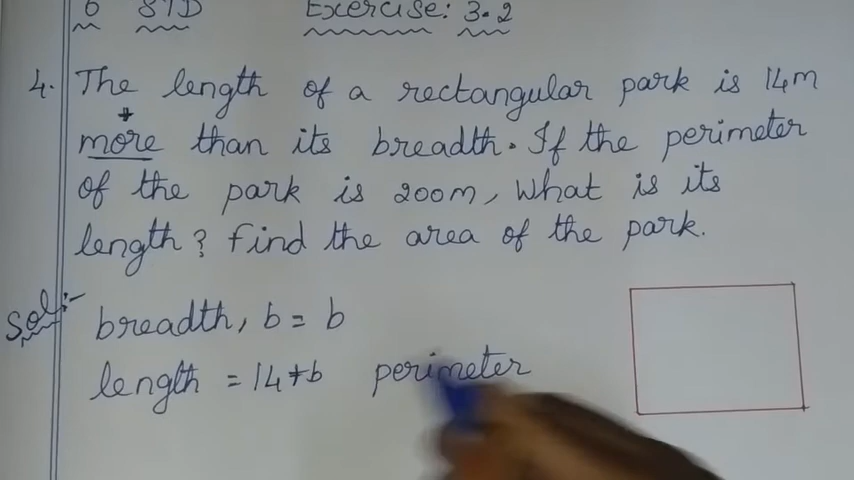 6 STD Exercise: 3.2
4. The length of a rectangular park is 14m
+
more than its breadth. If the perimeter
of the park is 200m, what is its
length? find the area of the park.
Sol:- breadth, b = b
length = 14+b perimeter